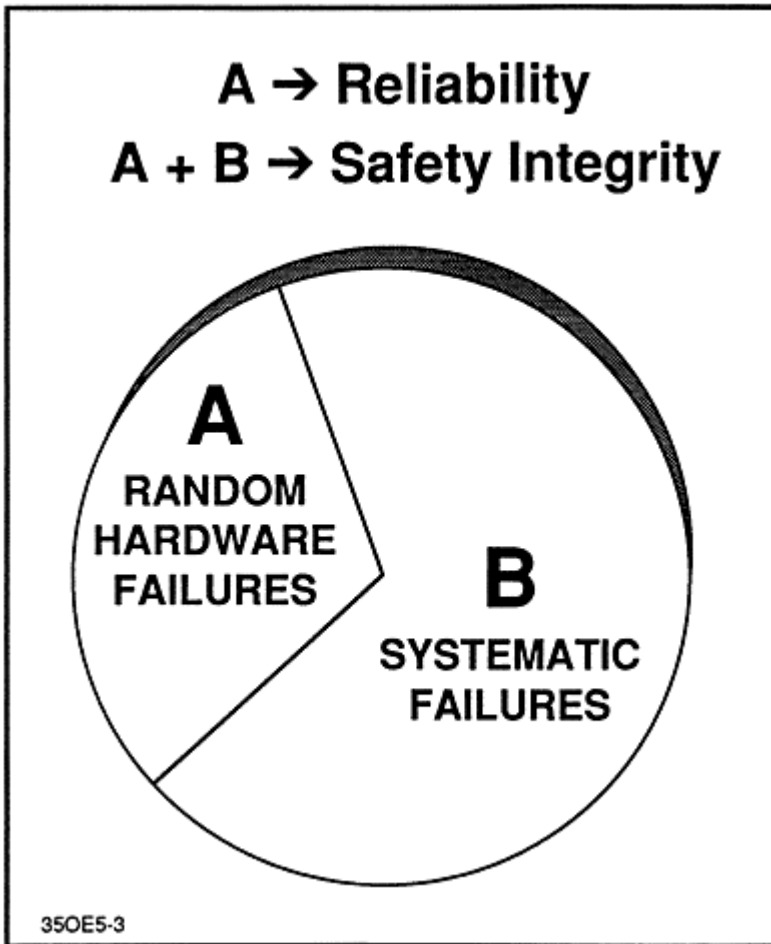 A → Reliability
A + B → Safety Integrity
A
RANDOM
HARDWARE
FAILURES
B
SYSTEMATIC
FAILURES
35OE5-3